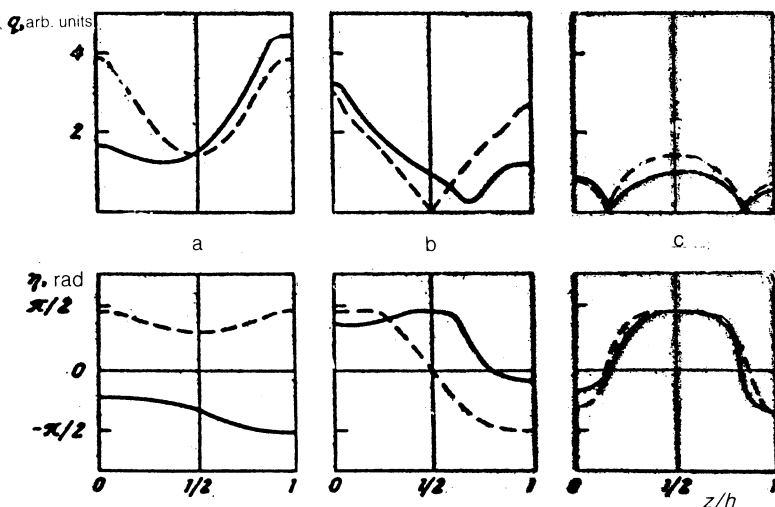 q, arb. units
4
2
a b c
η, rad
π/2
0
-π/2
0 1/2 1 0 1/2 1 0 1/2 1
z/h